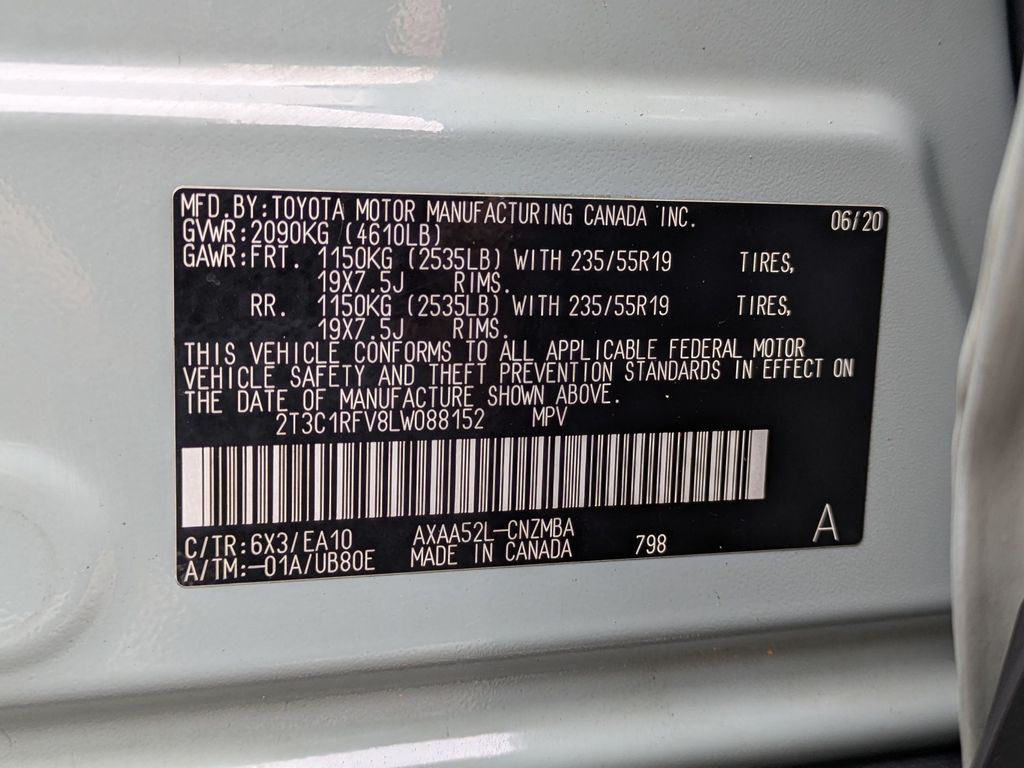 MFD.BY:TOYOTA MOTOR MANUFACTURING CANADA INC. 06/20
GVWR:2090KG (4610LB)
GAWR:FRT. 1150KG (2535LB) WITH 235/55R19 TIRES,
19X7.5J RIMS.
RR. 1150KG (2535LB) WITH 235/55R19 TIRES,
19X7.5J RIMS.
THIS VEHICLE CONFORMS TO ALL APPLICABLE FEDERAL MOTOR
VEHICLE SAFETY AND THEFT PREVENTION STANDARDS IN EFFECT ON
THE DATE OF MANUFACTURE SHOWN ABOVE.
2T3C1RFV8LW088152 MPV
C/TR:6X3/EA10 AXAA52L-CNZMBA 798 A
A/TM:-01A/UB80E MADE IN CANADA